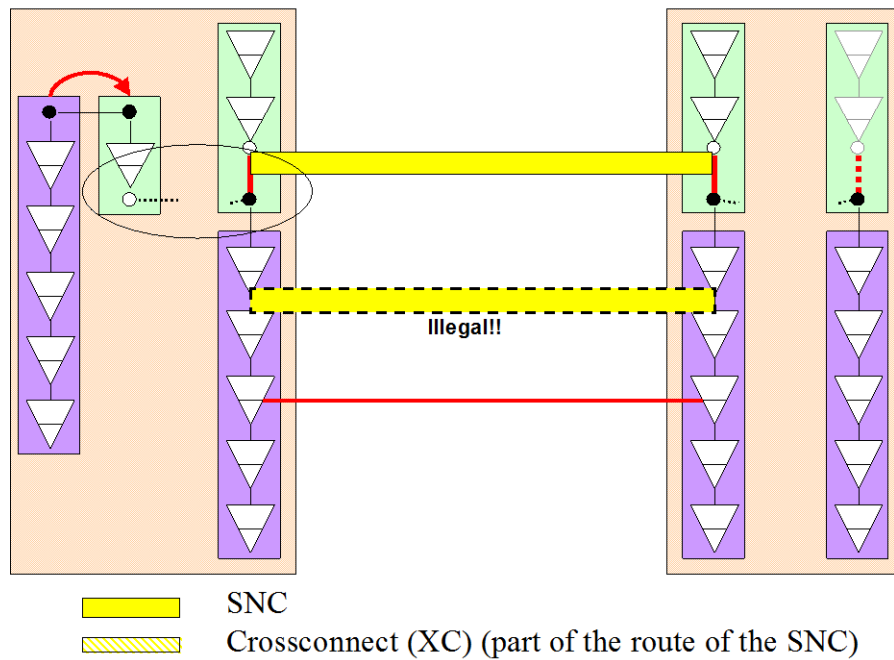 Illegal!!
SNC
Crossconnect (XC) (part of the route of the SNC)